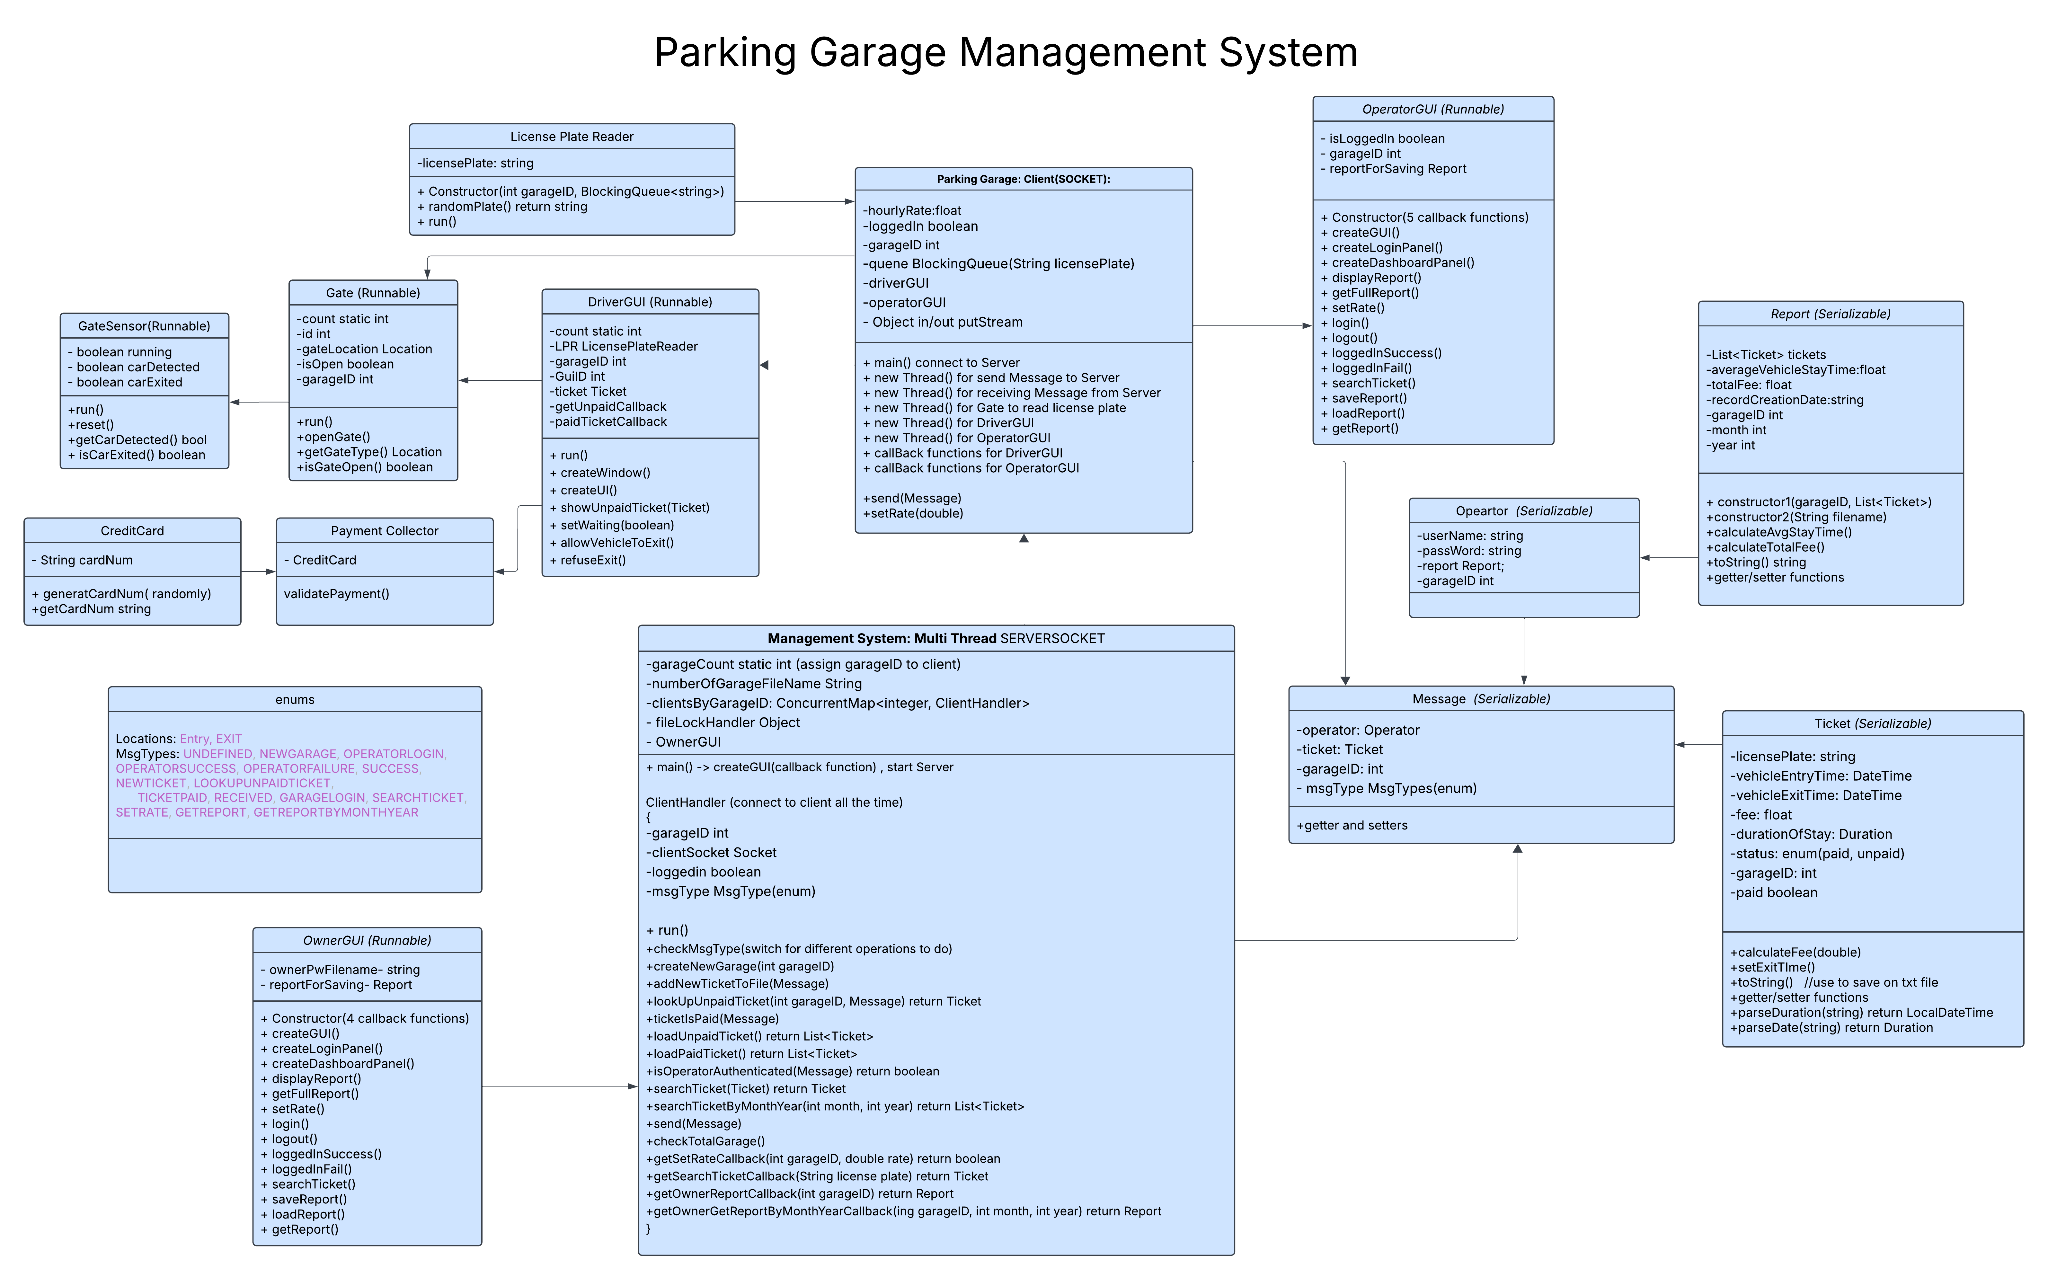 Parking Garage Management System
License Plate Reader
-licensePlate: string
+ Constructor(int garageID, BlockingQueue<string>)
+ randomPlate() return string
+ run()
Parking Garage: Client(SOCKET):
-hourlyRate:float
-loggedIn boolean
-garageID int
-quene BlockingQueue(String licensePlate)
-driverGUI
-operatorGUI
- Object in/out putStream
+ main() connect to Server
+ new Thread() for send Message to Server
+ new Thread() for receiving Message from Server
+ new Thread() for Gate to read license plate
+ new Thread() for DriverGUI
+ new Thread() for OperatorGUI
+ callBack functions for DriverGUI
+ callBack functions for OperatorGUI
+send(Message)
+setRate(double)
OperatorGUI (Runnable)
- isLoggedIn boolean
- garageID int
- reportForSaving Report
+ Constructor(5 callback functions)
+ createGUI()
+ createLoginPanel()
+ createDashboardPanel()
+ displayReport()
+ getFullReport()
+ setRate()
+ login()
+ logout()
+ loggedInSuccess()
+ loggedInFail()
+ searchTicket()
+ saveReport()
+ loadReport()
+ getReport()
GateSensor(Runnable)
- boolean running
- boolean carDetected
- boolean carExited
+run()
+reset()
+getCarDetected() bool
+ isCarExited() boolean
Gate (Runnable)
-count static int
-id int
-gateLocation Location
-isOpen boolean
-garageID int
+run()
+openGate()
+getGateType() Location
+isGateOpen() boolean
DriverGUI (Runnable)
-count static int
-LPR LicensePlateReader
-garageID int
-GuiID int
-ticket Ticket
-getUnpaidCallback
-paidTicketCallback
+ run()
+ createWindow()
+ createUI()
+ showUnpaidTicket(Ticket)
+ setWaiting(boolean)
+ allowVehicleToExit()
+ refuseExit()
Report (Serializable)
-List<Ticket> tickets
-averageVehicleStayTime:float
-totalFee: float
-recordCreationDate:string
-garageID int
-month int
-year int
+ constructor1(garageID, List<Ticket>)
+constructor2(String filename)
+calculateAvgStayTime()
+calculateTotalFee()
+toString() string
+getter/setter functions
CreditCard
- String cardNum
+ generatCardNum( randomly)
+getCardNum string
Payment Collector
- CreditCard
validatePayment()
Opeartor (Serializable)
-userName: string
-passWord: string
-report Report;
-garageID int
Management System: Multi Thread SERVERSOCKET
-garageCount static int (assign garageID to client)
-numberOfGarageFileName String
-clientsByGarageID: ConcurrentMap<integer, ClientHandler>
- fileLockHandler Object
- OwnerGUI
+ main() -> createGUI(callback function) , start Server
ClientHandler (connect to client all the time)
{
-garageID int
-clientSocket Socket
-loggedin boolean
-msgType MsgType(enum)
+ run()
+checkMsgType(switch for different operations to do)
+createNewGarage(int garageID)
+addNewTicketToFile(Message)
+lookUpUnpaidTicket(int garageID, Message) return Ticket
+ticketIsPaid(Message)
+loadUnpaidTicket() return List<Ticket>
+loadPaidTicket() return List<Ticket>
+isOperatorAuthenticated(Message) return boolean
+searchTicket(Ticket) return Ticket
+searchTicketByMonthYear(int month, int year) return List<Ticket>
+send(Message)
+checkTotalGarage()
+getSetRateCallback(int garageID, double rate) return boolean
+getSearchTicketCallback(String license plate) return Ticket
+getOwnerReportCallback(int garageID) return Report
+getOwnerGetReportByMonthYearCallback(ing garageID, int month, int year) return Report
}
enums
Locations: Entry, EXIT
MsgTypes: UNDEFINED, NEWGARAGE, OPERATORLOGIN,
OPERATORSUCCESS, OPERATORFAILURE, SUCCESS,
NEWTICKET, LOOKUPUNPAIDTICKET,
TICKETPAID, RECEIVED, GARAGELOGIN, SEARCHTICKET,
SETRATE, GETREPORT, GETREPORTBYMONTHYEAR
Message (Serializable)
-operator: Operator
-ticket: Ticket
-garageID: int
- msgType MsgTypes(enum)
+getter and setters
Ticket (Serializable)
-licensePlate: string
-vehicleEntryTime: DateTime
-vehicleExitTime: DateTime
-fee: float
-durationOfStay: Duration
-status: enum(paid, unpaid)
-garageID: int
-paid boolean
+calculateFee(double)
+setExitTIme()
+toString() //use to save on txt file
+getter/setter functions
+parseDuration(string) return LocalDateTime
+parseDate(string) return Duration
OwnerGUI (Runnable)
- ownerPwFilename- string
- reportForSaving- Report
+ Constructor(4 callback functions)
+ createGUI()
+ createLoginPanel()
+ createDashboardPanel()
+ displayReport()
+ getFullReport()
+ setRate()
+ login()
+ logout()
+ loggedInSuccess()
+ loggedInFail()
+ searchTicket()
+ saveReport()
+ loadReport()
+ getReport()